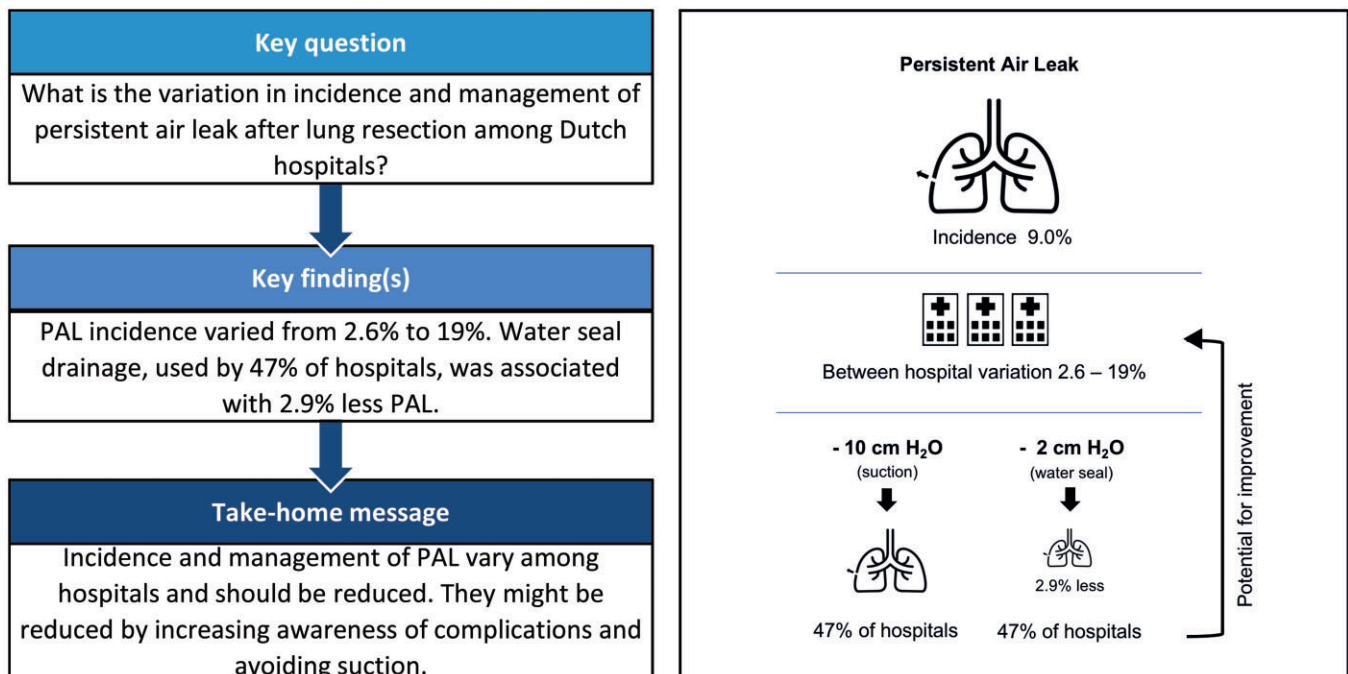 Key question
What is the variation in incidence and management of
persistent air leak after lung resection among Dutch
hospitals?
Key finding(s)
PAL incidence varied from 2.6% to 19%. Water seal
drainage, used by 47% of hospitals, was associated
with 2.9% less PAL.
Take-home message
Incidence and management of PAL vary among
hospitals and should be reduced. They might be
reduced by increasing awareness of complications and
avoiding suction.
Persistent Air Leak
Incidence 9.0%
Between hospital variation 2.6 – 19%
- 10 cm H₂O
(suction)
47% of hospitals
- 2 cm H₂O
(water seal)
2.9% less
47% of hospitals
Potential for improvement